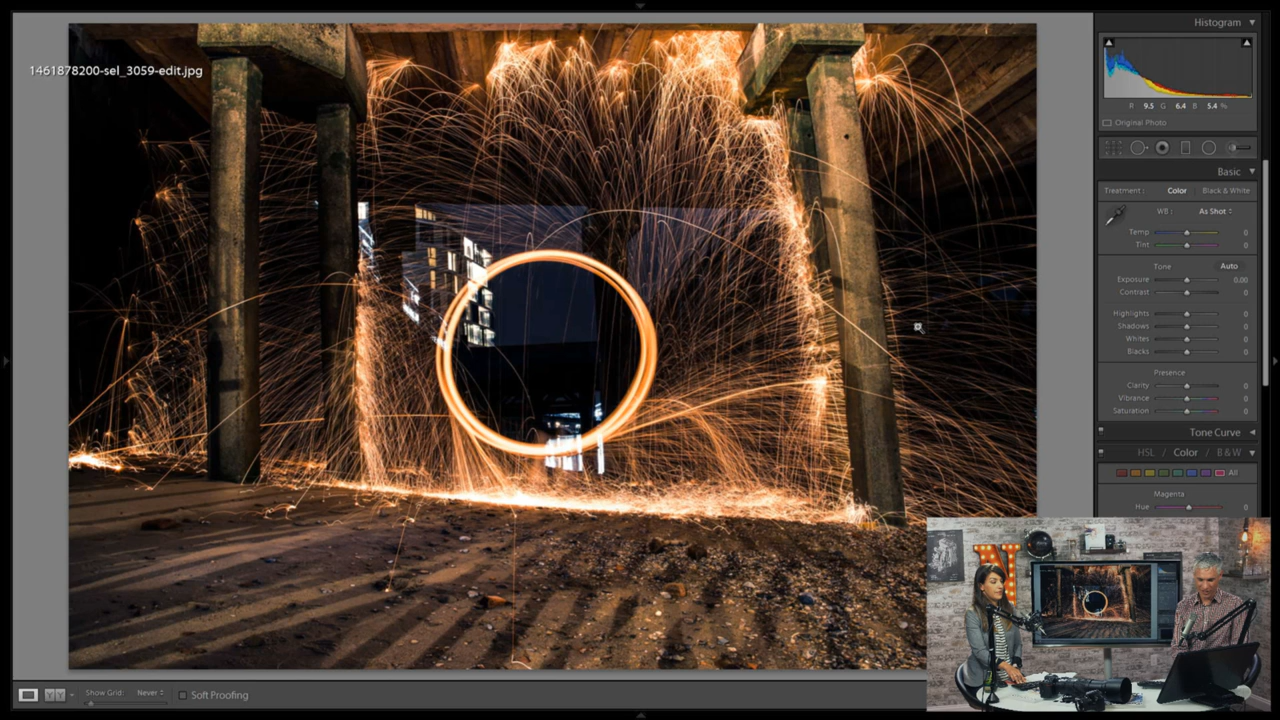 Histogram
1461878200-sel_3059-edit.jpg
R 9.5 G 6.4 B 5.4 %
Original Photo
Basic
Treatment : Color Black & White
WB : As Shot
Temp 0
Tint 0
Tone Auto
Exposure 0.00
Contrast 0
Highlights 0
Shadows 0
Whites 0
Blacks 0
Presence
Clarity 0
Vibrance 0
Saturation 0
Tone Curve
HSL / Color / B & W
All
Magenta
Hue 0
N
YY Show Grid: Never Soft Proofing